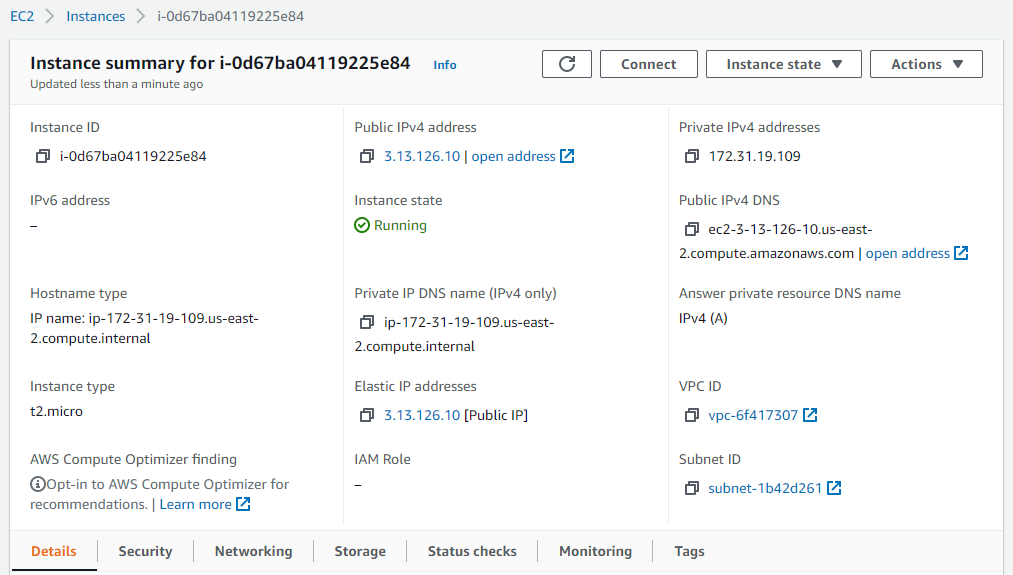 EC2 > Instances > i-0d67ba04119225e84
Instance summary for i-0d67ba04119225e84 Info
Updated less than a minute ago
Connect
Instance state
Actions
Instance ID
i-0d67ba04119225e84
Public IPv4 address
3.13.126.10 | open address
Private IPv4 addresses
172.31.19.109
IPv6 address
–
Instance state
Running
Public IPv4 DNS
ec2-3-13-126-10.us-east-
2.compute.amazonaws.com | open address
Hostname type
IP name: ip-172-31-19-109.us-east-
2.compute.internal
Private IP DNS name (IPv4 only)
ip-172-31-19-109.us-east-
2.compute.internal
Answer private resource DNS name
IPv4 (A)
Instance type
t2.micro
Elastic IP addresses
3.13.126.10 [Public IP]
VPC ID
vpc-6f417307
AWS Compute Optimizer finding
Opt-in to AWS Compute Optimizer for
recommendations. | Learn more
IAM Role
–
Subnet ID
subnet-1b42d261
Details
Security
Networking
Storage
Status checks
Monitoring
Tags